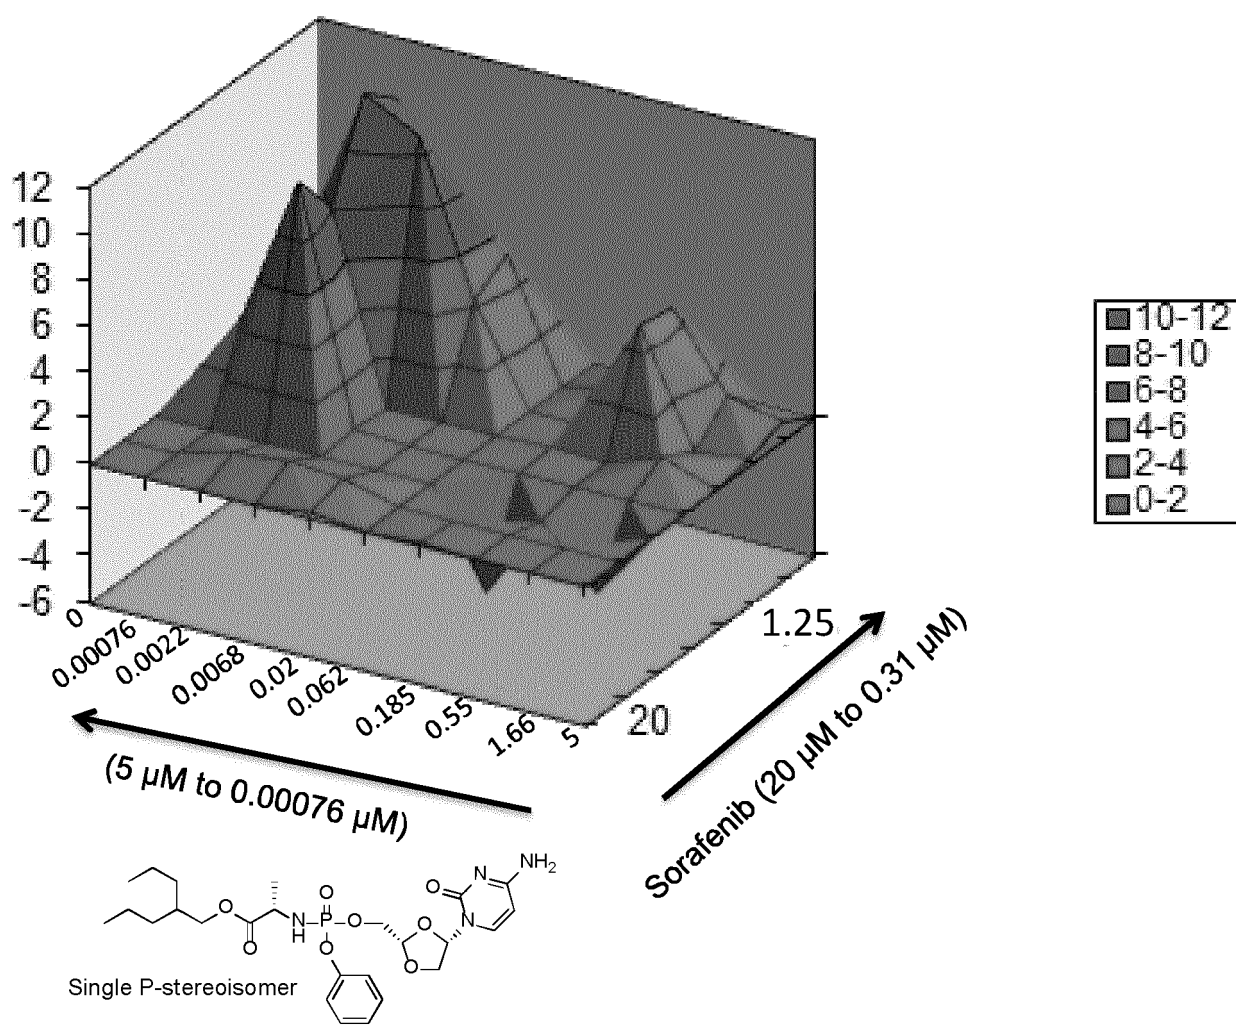 12
10
8
6
4
2
0
-2
-4
-6
10-12
8-10
6-8
4-6
2-4
0-2
0
0.00076
0.0022
0.0068
0.02
0.062
0.185
0.55
1.66
5
20
1.25
(5 µM to 0.00076 µM)
Sorafenib (20 µM to 0.31 µM)
NH2
N
O
N
O
O
O
N
H
P
O
O
O
O
O
Single P-stereoisomer